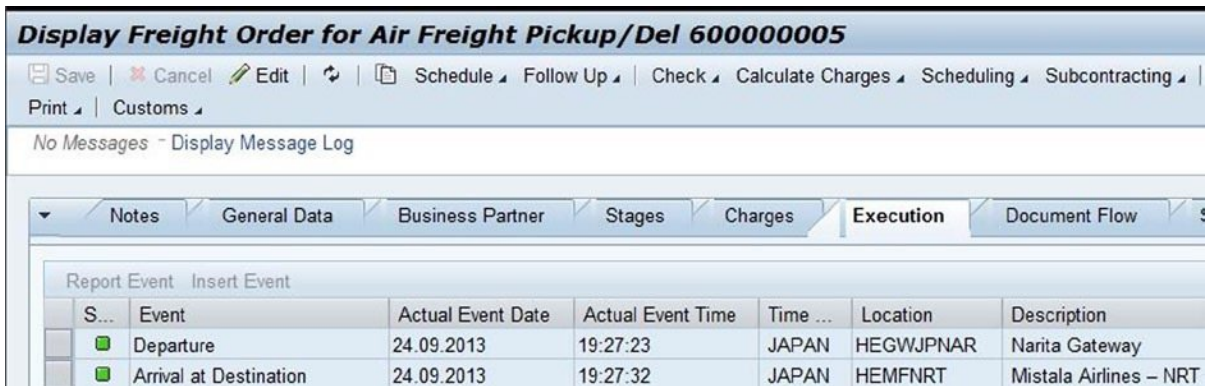 Display Freight Order for Air Freight Pickup/Del 600000005
Save | Cancel Edit | | Schedule Follow Up | Check Calculate Charges Scheduling Subcontracting |
Print | Customs
No Messages - Display Message Log
Notes General Data Business Partner Stages Charges Execution Document Flow
Report Event Insert Event
S... Event Actual Event Date Actual Event Time Time ... Location Description
Departure 24.09.2013 19:27:23 JAPAN HEGWJPNAR Narita Gateway
Arrival at Destination 24.09.2013 19:27:32 JAPAN HEMFNRT Mistala Airlines – NRT